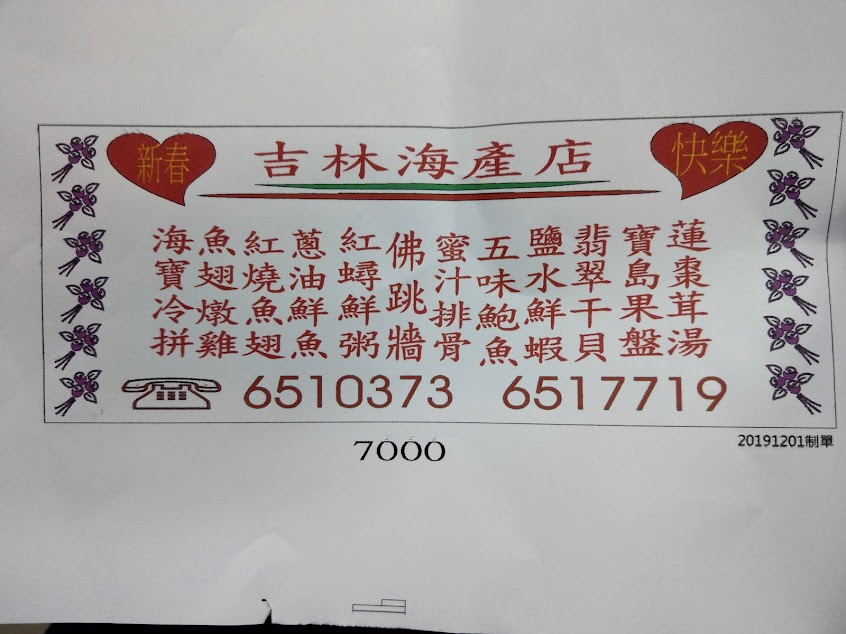 新春
吉林海產店
快樂
海寶冷拼
魚翅燉雞
紅燒魚翅
蔥油鮮魚
紅蟳鮮粥
佛跳牆
蜜汁排骨
五味鮑魚
鹽水鮮蝦
翡翠干貝
寶島果盤
蓮棗茸湯
6510373 6517719
7000
20191201制單